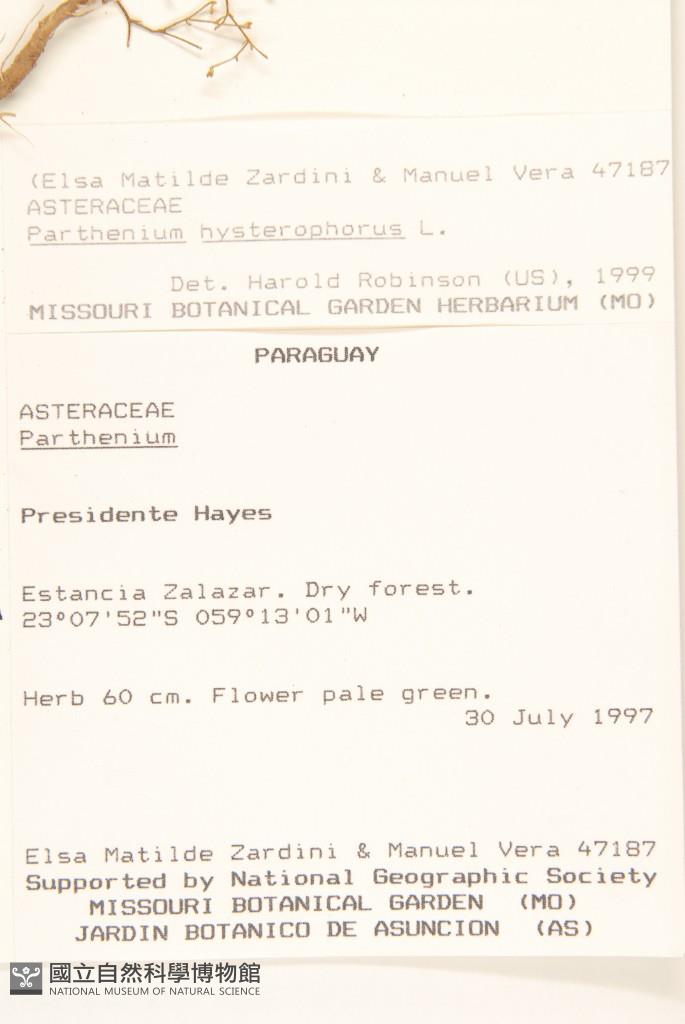 (Elsa Matilde Zardini & Manuel Vera 47187
ASTERACEAE
Parthenium hysterophorus L.
Det. Harold Robinson (US), 1999
MISSOURI BOTANICAL GARDEN HERBARIUM (MO)
PARAGUAY
ASTERACEAE
Parthenium
Presidente Hayes
Estancia Zalazar. Dry forest.
23°07'52"S 059°13'01"W
Herb 60 cm. Flower pale green.
30 July 1997
Elsa Matilde Zardini & Manuel Vera 47187
Supported by National Geographic Society
MISSOURI BOTANICAL GARDEN (MO)
JARDIN BOTANICO DE ASUNCION (AS)
國立自然科學博物館
NATIONAL MUSEUM OF NATURAL SCIENCE